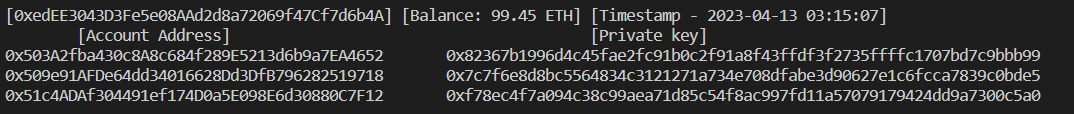 [0xedEE3043D3Fe5e08AAd2d8a72069f47Cf7d6b4A] [Balance: 99.45 ETH] [Timestamp - 2023-04-13 03:15:07]
[Account Address] [Private key]
0x503A2fba430c8A8c684f289E5213d6b9a7EA4652 0x82367b1996d4c45fae2fc91b0c2f91a8f43ffdf3f2735ffffc1707bd7c9bbb99
0x509e91AFDe64dd34016628Dd3DfB796282519718 0x7c7f6e8d8bc5564834c3121271a734e708dfabe3d90627e1c6fcca7839c0bde5
0x51c4ADAf304491ef174D0a5E098E6d30880C7F12 0xf78ec4f7a094c38c99aea71d85c54f8ac997fd11a57079179424dd9a7300c5a0